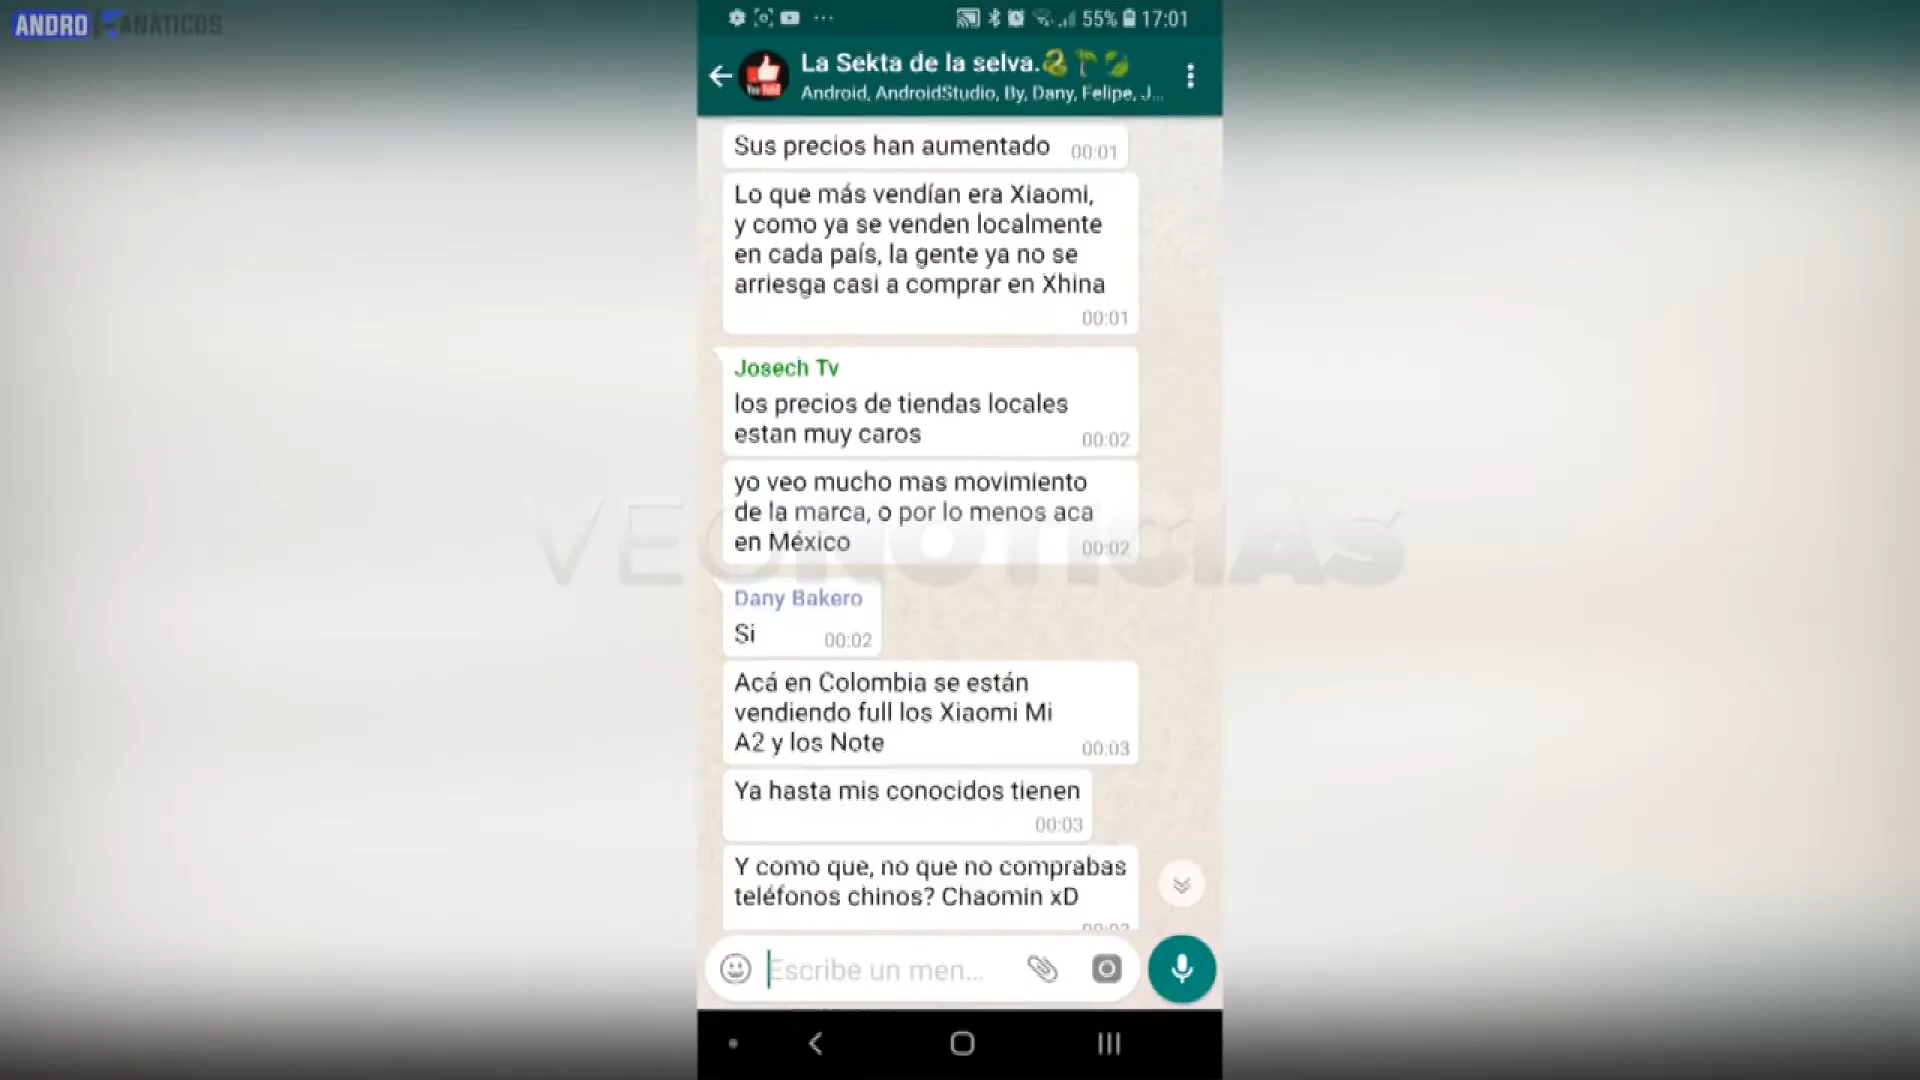 ANDRO FANATICOS
55% 17:01
La Sekta de la selva.
Android, AndroidStudio, By, Dany, Felipe, J...
Sus precios han aumentado 00:01
Lo que más vendían era Xiaomi,
y como ya se venden localmente
en cada país, la gente ya no se
arriesga casi a comprar en Xhina
00:01
Josech Tv
los precios de tiendas locales
estan muy caros 00:02
yo veo mucho mas movimiento
de la marca, o por lo menos aca
en México 00:02
VEONOTICIAS
Dany Bakero
Si 00:02
Acá en Colombia se están
vendiendo full los Xiaomi Mi
A2 y los Note 00:03
Ya hasta mis conocidos tienen
00:03
Y como que, no que no comprabas
teléfonos chinos? Chaomin xD
00:03
Escribe un men...